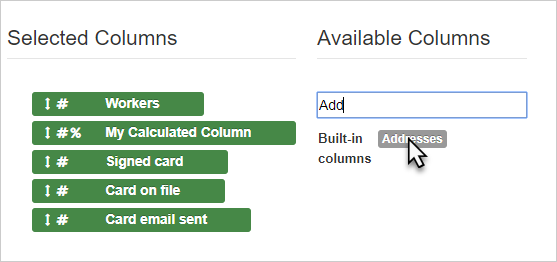 Selected Columns
# Workers
#% My Calculated Column
# Signed card
# Card on file
# Card email sent
Available Columns
Add
Built-in columns
Addresses